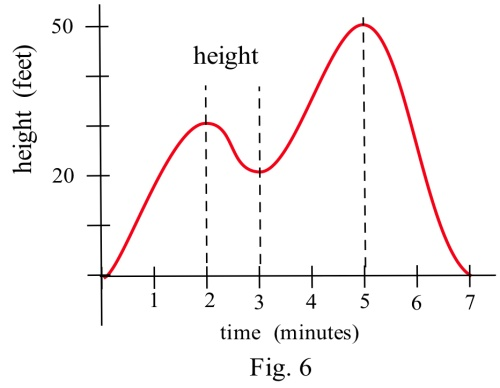 50
height
height (feet)
20
1 2 3 4 5 6 7
time (minutes)
Fig. 6